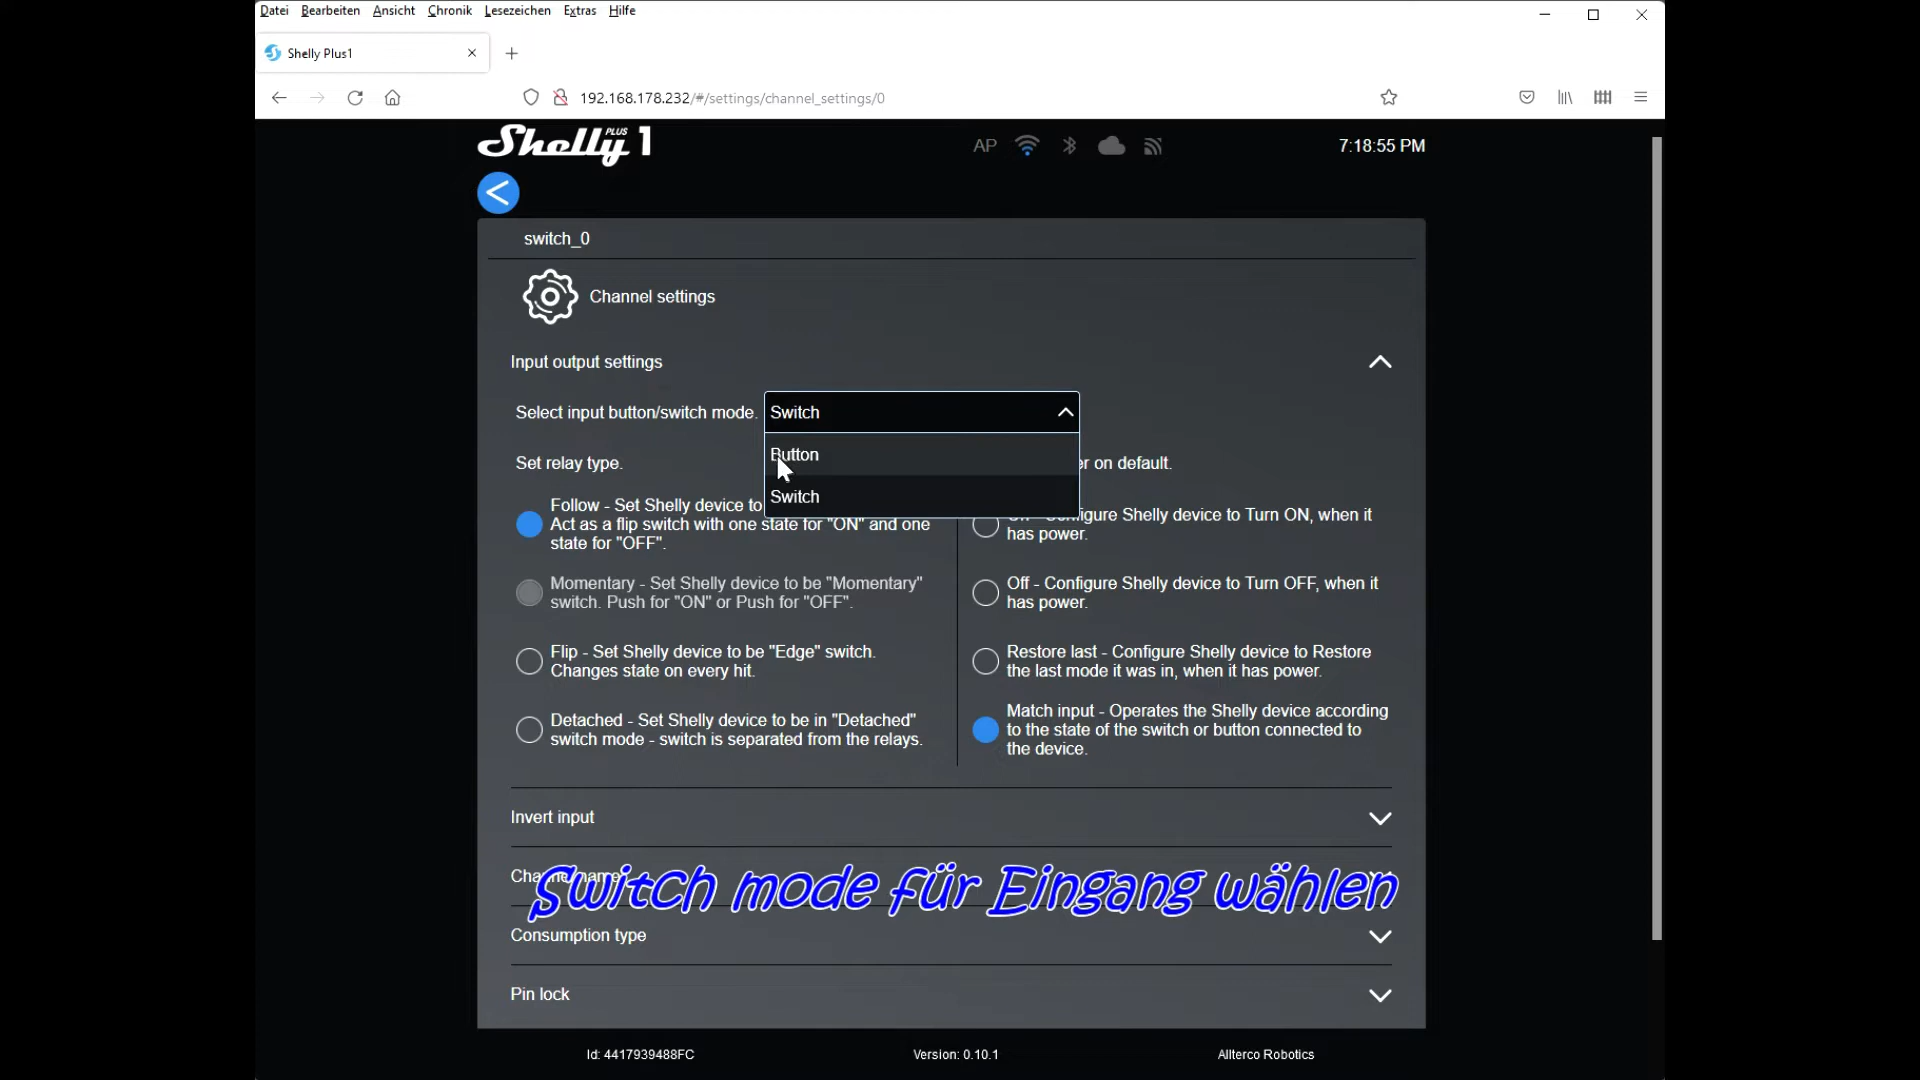 Datei Bearbeiten Ansicht Chronik Lesezeichen Extras Hilfe
Shelly Plus1
192.168.178.232/#/settings/channel_settings/0
Shelly PLUS 1
AP
7:18:55 PM
switch_0
Channel settings
Input output settings
Select input button/switch mode. Switch
Button
Switch
Set relay type.
on default.
Follow - Set Shelly device to
Act as a flip switch with one state for "ON" and one
state for "OFF".
Momentary - Set Shelly device to be "Momentary"
switch. Push for "ON" or Push for "OFF".
Flip - Set Shelly device to be "Edge" switch.
Changes state on every hit.
Detached - Set Shelly device to be in "Detached"
switch mode - switch is separated from the relays.
Shelly device to Turn ON, when it
has power.
Off - Configure Shelly device to Turn OFF, when it
has power.
Restore last - Configure Shelly device to Restore
the last mode it was in, when it has power.
Match input - Operates the Shelly device according
to the state of the switch or button connected to
the device.
Invert input
Channel name
Switch mode für Eingang wählen
Consumption type
Pin lock
Id: 4417939488FC
Version: 0.10.1
Allterco Robotics